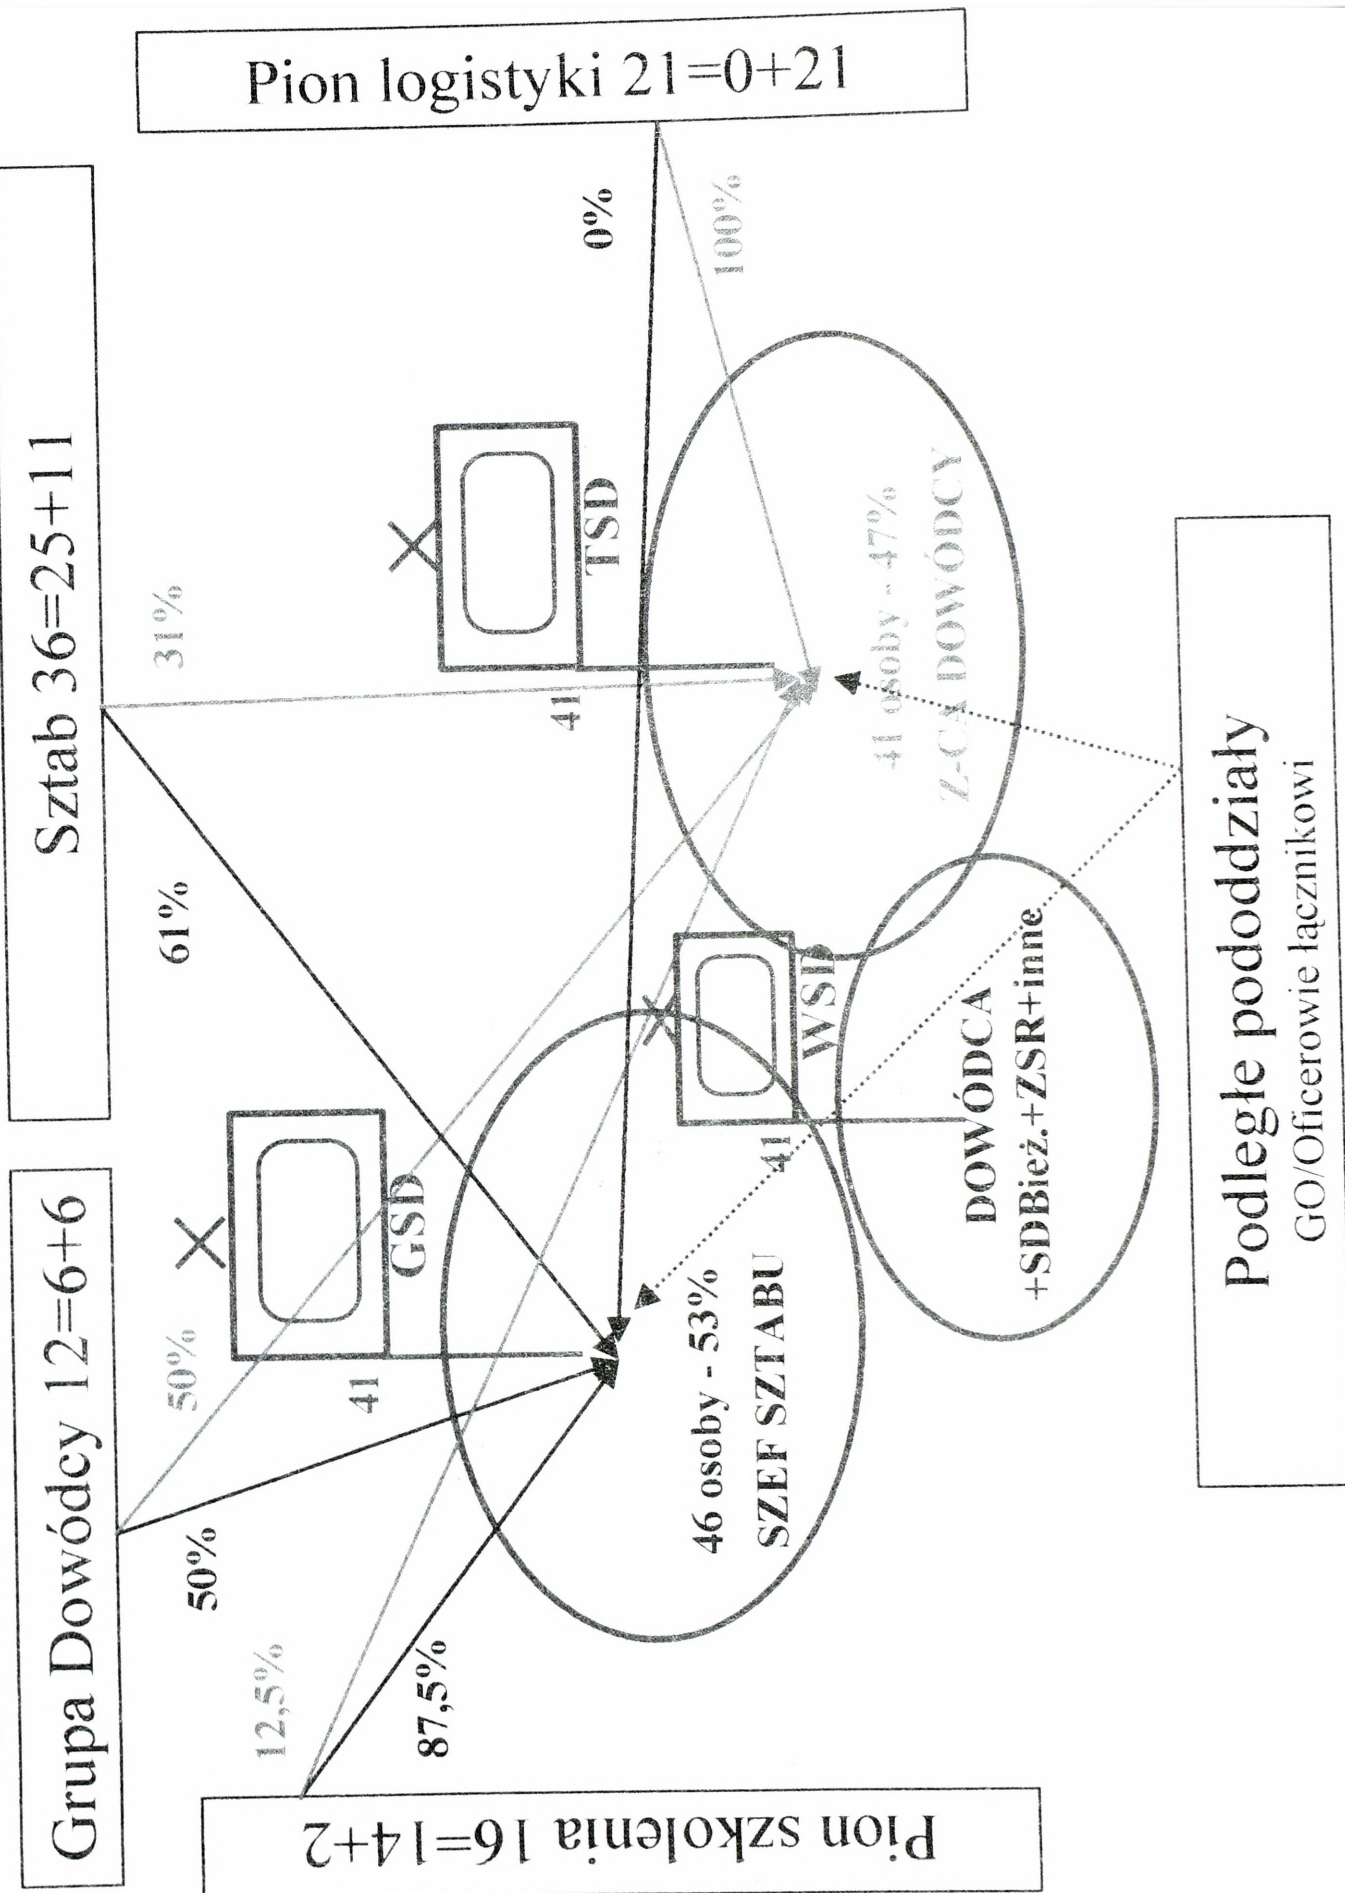 Grupa Dowódcy 12=6+6
Sztab 36=25+11
Pion szkolenia 16=14+2
Pion logistyki 21=0+21
50%
50%
61%
31%
12,5%
87,5%
0%
100%
GSD
41
TSD
41
WSD
41
46 osoby - 53%
SZEF SZTABU
41 osoby - 47%
Z-CA DOWÓDCY
DOWÓDCA
+SDBież.+ZSR+inne
Podległe pododdziały
GO/Oficerowie łącznikowi